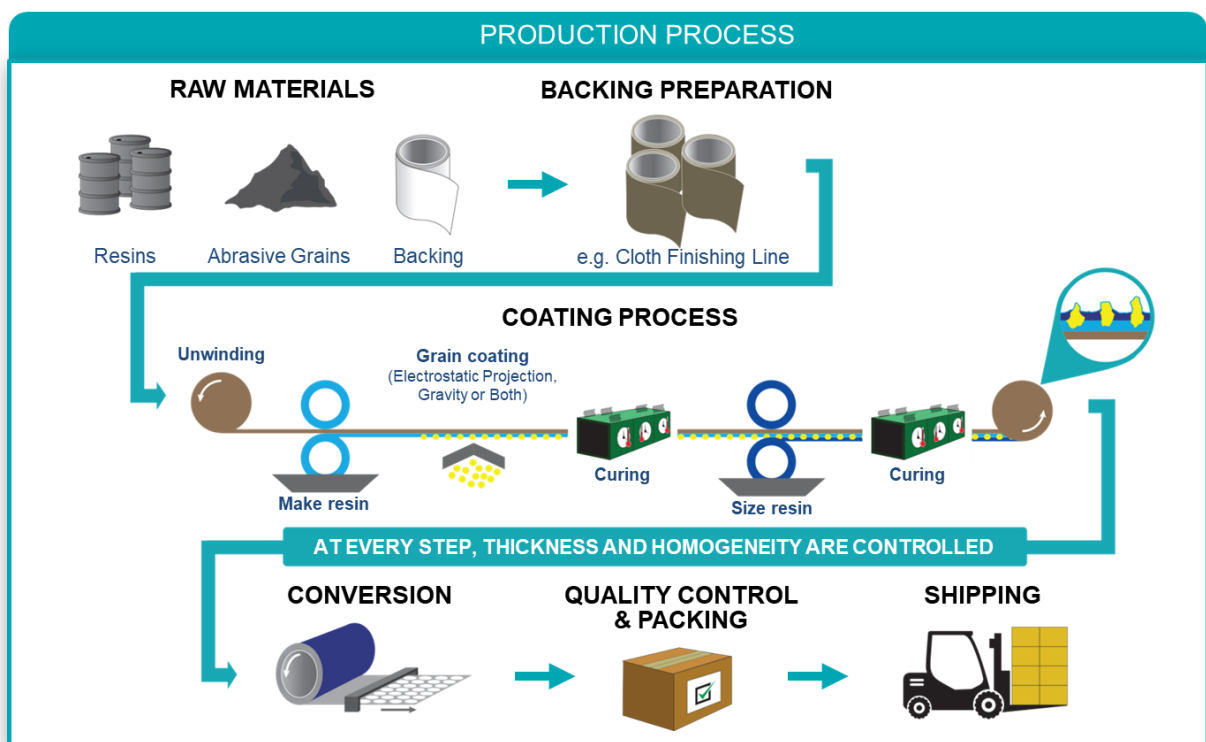 PRODUCTION PROCESS
RAW MATERIALS
BACKING PREPARATION
Resins
Abrasive Grains
Backing
e.g. Cloth Finishing Line
COATING PROCESS
Unwinding
Grain coating
(Electrostatic Projection,
Gravity or Both)
Curing
Curing
Make resin
Size resin
AT EVERY STEP, THICKNESS AND HOMOGENEITY ARE CONTROLLED
CONVERSION
QUALITY CONTROL
& PACKING
SHIPPING